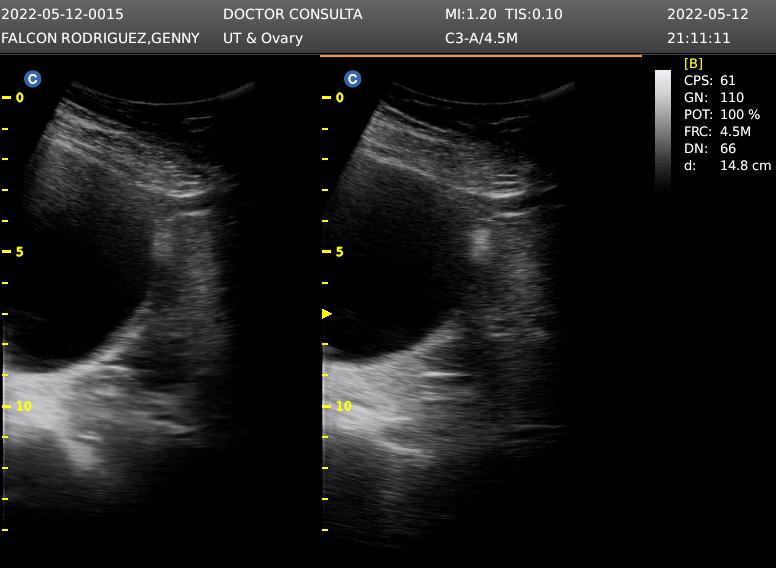 2022-05-12-0015 DOCTOR CONSULTA MI:1.20 TIS:0.10 2022-05-12
FALCON RODRIGUEZ,GENNY UT & Ovary C3-A/4.5M 21:11:11
C C [B]
0 0 CPS: 61
GN: 110
POT: 100 %
FRC: 4.5M
DN: 66
d: 14.8 cm
5 5
10 10